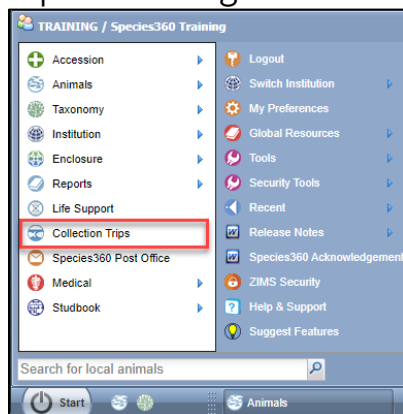 TRAINING / Species360 Training
Accession
Animals
Taxonomy
Institution
Enclosure
Reports
Life Support
Collection Trips
Species360 Post Office
Medical
Studbook
Logout
Switch Institution
My Preferences
Global Resources
Tools
Security Tools
Recent
Release Notes
Species360 Acknowledgement
ZIMS Security
Help & Support
Suggest Features
Search for local animals
Start
Animals